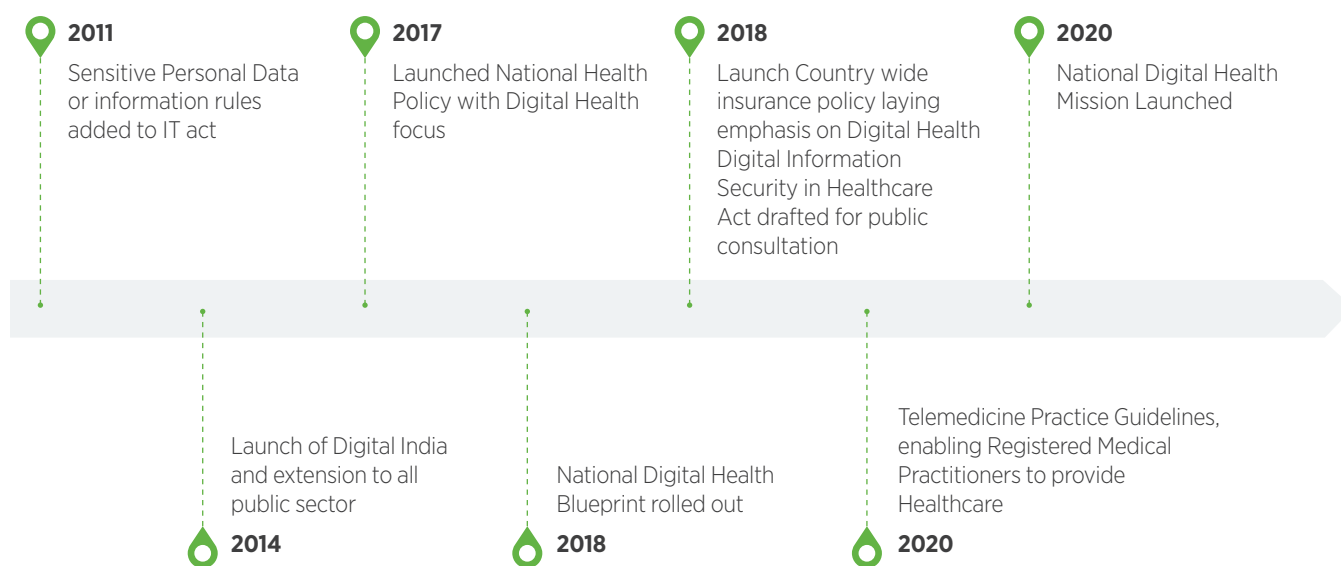 2011
Sensitive Personal Data
or information rules
added to IT act
2017
Launched National Health
Policy with Digital Health
focus
2018
Launch Country wide
insurance policy laying
emphasis on Digital Health
Digital Information
Security in Healthcare
Act drafted for public
consultation
2020
National Digital Health
Mission Launched
Launch of Digital India
and extension to all
public sector
2014
National Digital Health
Blueprint rolled out
2018
Telemedicine Practice Guidelines,
enabling Registered Medical
Practitioners to provide
Healthcare
2020